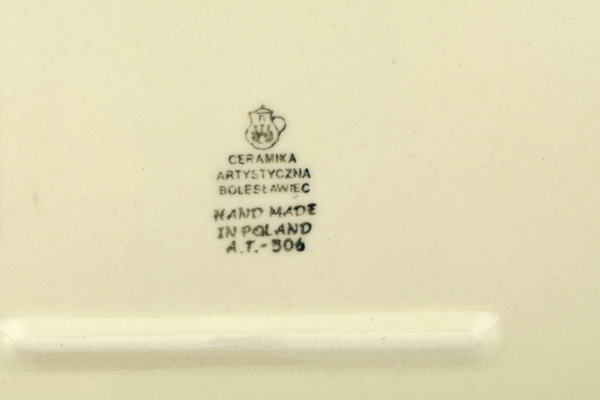 CERAMIKA
ARTYSTYCZNA
BOLESŁAWIEC
HAND MADE
IN POLAND
A.T.-306